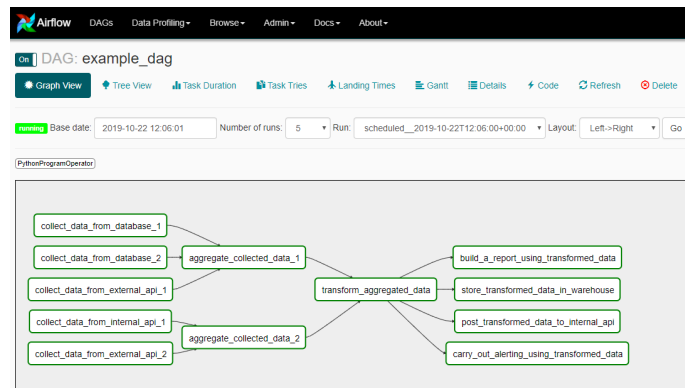 Airflow DAGs Data Profiling Browse Admin Docs About
On DAG: example_dag
Graph View Tree View Task Duration Task Tries Landing Times Gantt Details Code Refresh Delete
running Base date: 2019-10-22 12:06:01 Number of runs: 5 Run: scheduled__2019-10-22T12:06:00+00:00 Layout: Left->Right Go
PythonProgramOperator
collect_data_from_database_1
collect_data_from_database_2 aggregate_collected_data_1 build_a_report_using_transformed_data
collect_data_from_external_api_1 transform_aggregated_data store_transformed_data_in_warehouse
collect_data_from_internal_api_1 post_transformed_data_to_internal_api
aggregate_collected_data_2
collect_data_from_external_api_2 carry_out_alerting_using_transformed_data